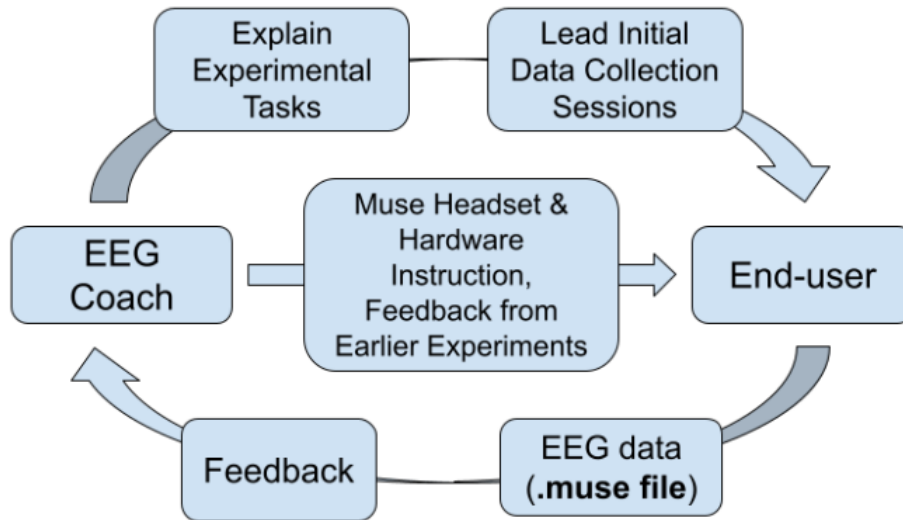 Explain
Experimental
Tasks
Lead Initial
Data Collection
Sessions
EEG
Coach
Muse Headset &
Hardware
Instruction,
Feedback from
Earlier Experiments
End-user
Feedback
EEG data
(.muse file)